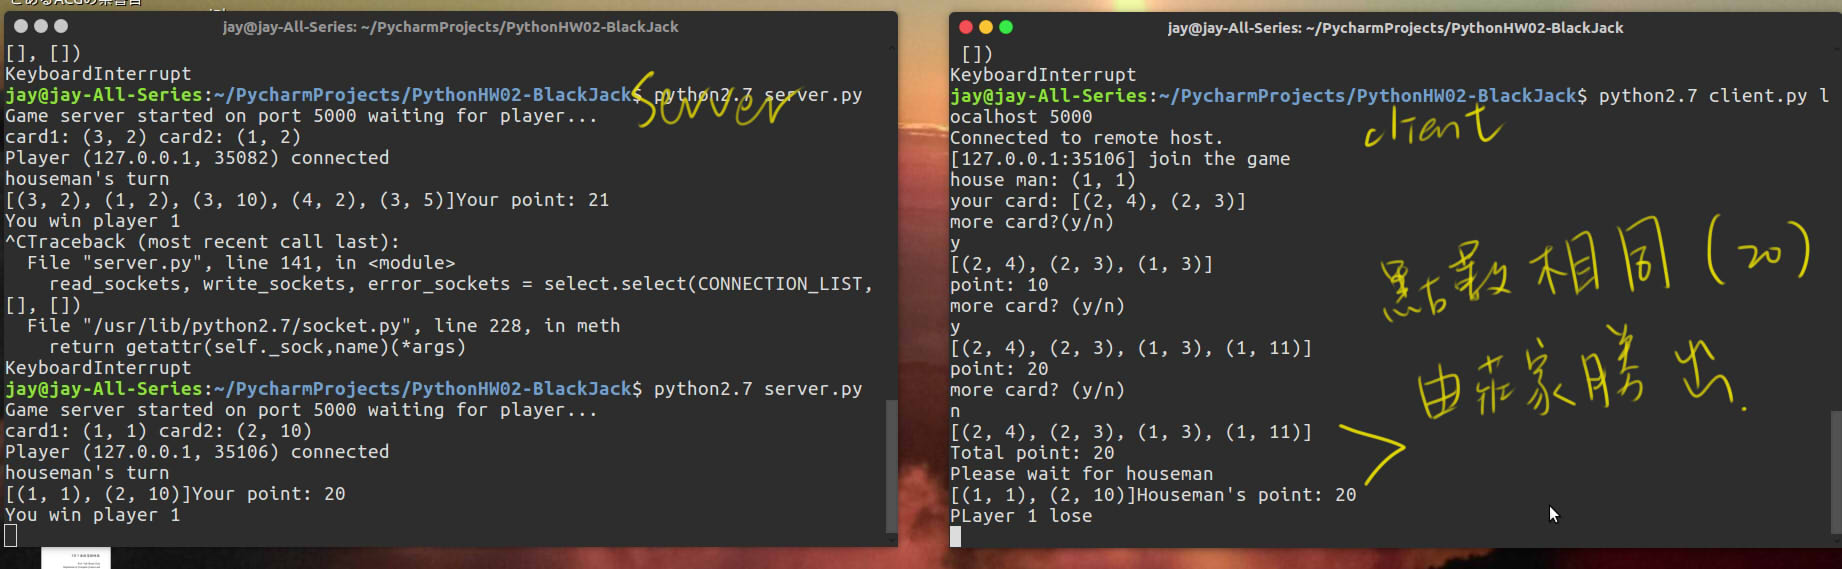 jay@jay-All-Series: ~/PycharmProjects/PythonHW02-BlackJack
[], [])
KeyboardInterrupt
jay@jay-All-Series:~/PycharmProjects/PythonHW02-BlackJack$ python2.7 server.py
Server
Game server started on port 5000 waiting for player...
card1: (3, 2) card2: (1, 2)
Player (127.0.0.1, 35082) connected
houseman's turn
[(3, 2), (1, 2), (3, 10), (4, 2), (3, 5)]Your point: 21
You win player 1
^CTraceback (most recent call last):
File "server.py", line 141, in <module>
read_sockets, write_sockets, error_sockets = select.select(CONNECTION_LIST,
[], [])
File "/usr/lib/python2.7/socket.py", line 228, in meth
return getattr(self._sock,name)(*args)
KeyboardInterrupt
jay@jay-All-Series:~/PycharmProjects/PythonHW02-BlackJack$ python2.7 server.py
Game server started on port 5000 waiting for player...
card1: (1, 1) card2: (2, 10)
Player (127.0.0.1, 35106) connected
houseman's turn
[(1, 1), (2, 10)]Your point: 20
You win player 1
jay@jay-All-Series: ~/PycharmProjects/PythonHW02-BlackJack
[])
KeyboardInterrupt
jay@jay-All-Series:~/PycharmProjects/PythonHW02-BlackJack$ python2.7 client.py l
ocalhost 5000
client
Connected to remote host.
[127.0.0.1:35106] join the game
house man: (1, 1)
your card: [(2, 4), (2, 3)]
more card?(y/n)
y
[(2, 4), (2, 3), (1, 3)]
point: 10
more card? (y/n)
y
[(2, 4), (2, 3), (1, 3), (1, 11)]
point: 20
more card? (y/n)
n
[(2, 4), (2, 3), (1, 3), (1, 11)]
Total point: 20
Please wait for houseman
[(1, 1), (2, 10)]Houseman's point: 20
PLayer 1 lose
點數相同(20)
由莊家勝出.